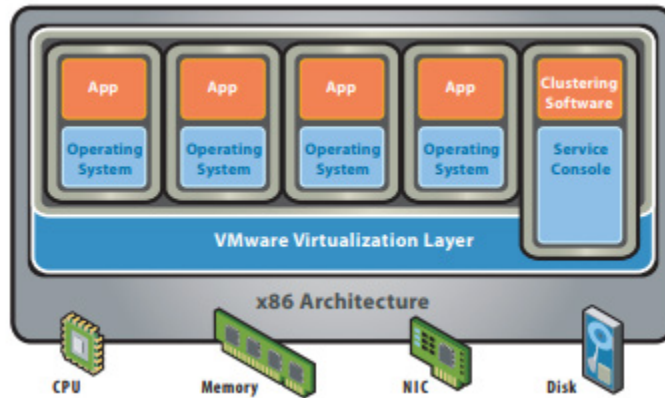 App
App
App
App
Clustering
Software
Operating
System
Operating
System
Operating
System
Operating
System
Service
Console
VMware Virtualization Layer
x86 Architecture
CPU
Memory
NIC
Disk